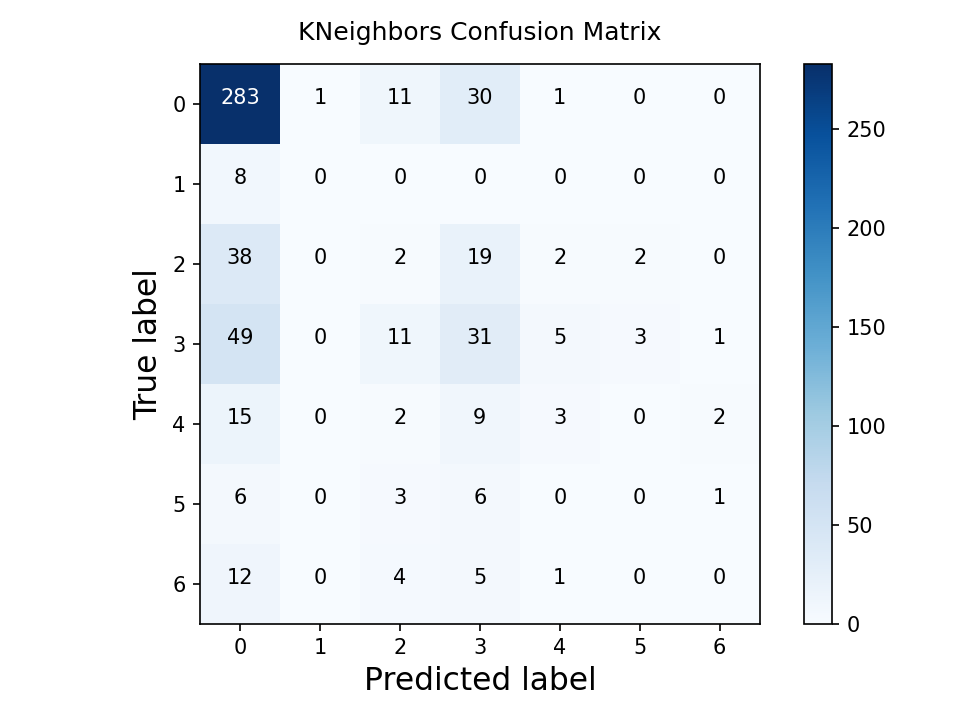 KNeighbors Confusion Matrix
0 283 1 11 30 1 0 0
1 8 0 0 0 0 0 0
2 38 0 2 19 2 2 0
3 49 0 11 31 5 3 1
4 15 0 2 9 3 0 2
5 6 0 3 6 0 0 1
6 12 0 4 5 1 0 0
0 1 2 3 4 5 6
True label
Predicted label
250
200
150
100
50
0